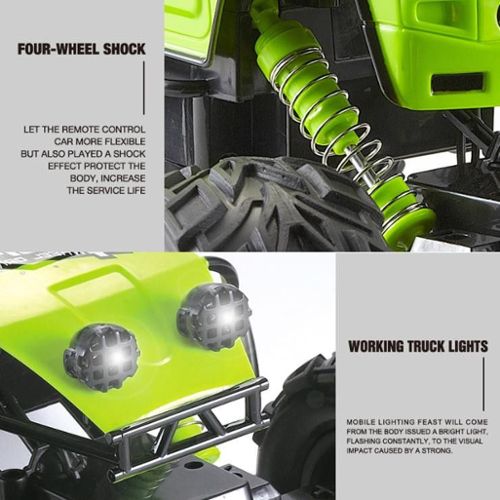 FOUR-WHEEL SHOCK
LET THE REMOTE CONTROL
CAR MORE FLEXIBLE
BUT ALSO PLAYED A SHOCK
EFFECT PROTECT THE
BODY, INCREASE
THE SERVICE LIFE
WORKING TRUCK LIGHTS
MOBILE LIGHTING FEAST WILL COME
FROM THE BODY ISSUED A BRIGHT LIGHT,
FLASHING CONSTANTLY, TO THE VISUAL
IMPACT CAUSED BY A STRONG.